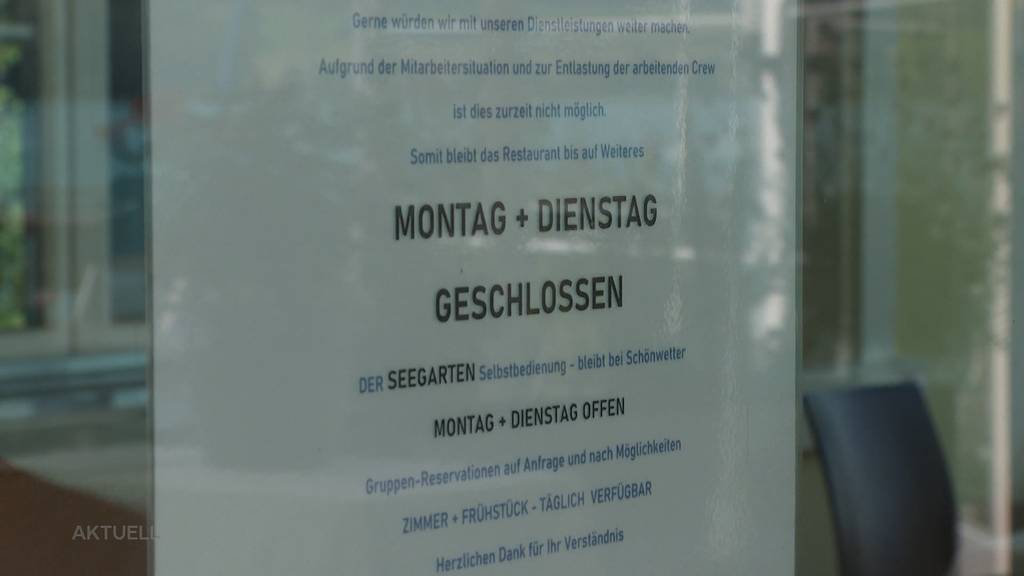 Gerne würden wir mit unseren Dienstleistungen weiter machen.
Aufgrund der Mitarbeitersituation und zur Entlastung der arbeitenden Crew
ist dies zurzeit nicht möglich.
Somit bleibt das Restaurant bis auf Weiteres
MONTAG + DIENSTAG
GESCHLOSSEN
DER SEEGARTEN Selbstbedienung - bleibt bei Schönwetter
MONTAG + DIENSTAG OFFEN
Gruppen-Reservationen auf Anfrage und nach Möglichkeiten
ZIMMER + FRÜHSTÜCK - TÄGLICH VERFÜGBAR
Herzlichen Dank für Ihr Verständnis
AKTUELL